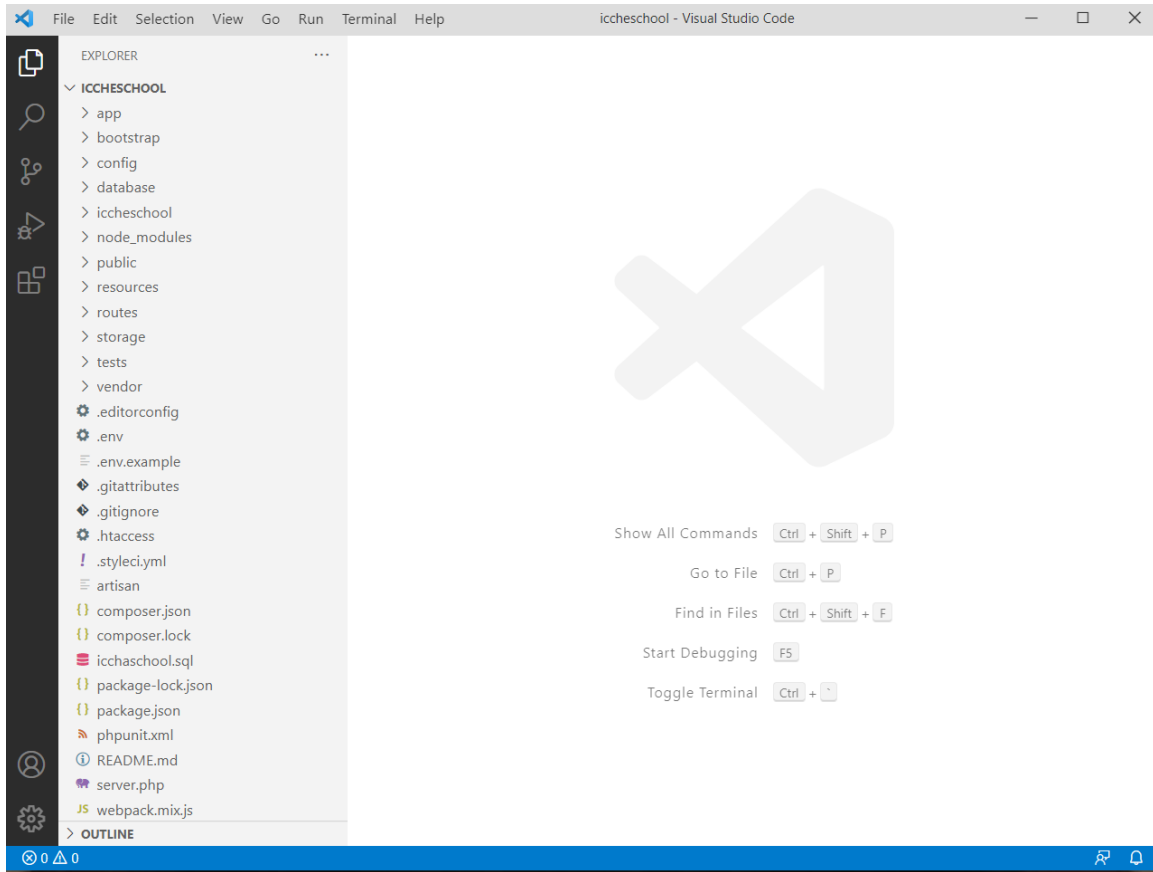 File Edit Selection View Go Run Terminal Help iccheschool - Visual Studio Code
EXPLORER ...
ICCHESCHOOL
app
bootstrap
config
database
iccheschool
node_modules
public
resources
routes
storage
tests
vendor
.editorconfig
.env
.env.example
.gitattributes
.gitignore
.htaccess
! .styleci.yml
artisan
{} composer.json
{} composer.lock
icchaschool.sql
{} package-lock.json
{} package.json
phpunit.xml
README.md
server.php
JS webpack.mix.js
OUTLINE
Show All Commands Ctrl + Shift + P
Go to File Ctrl + P
Find in Files Ctrl + Shift + F
Start Debugging F5
Toggle Terminal Ctrl + `
0 0